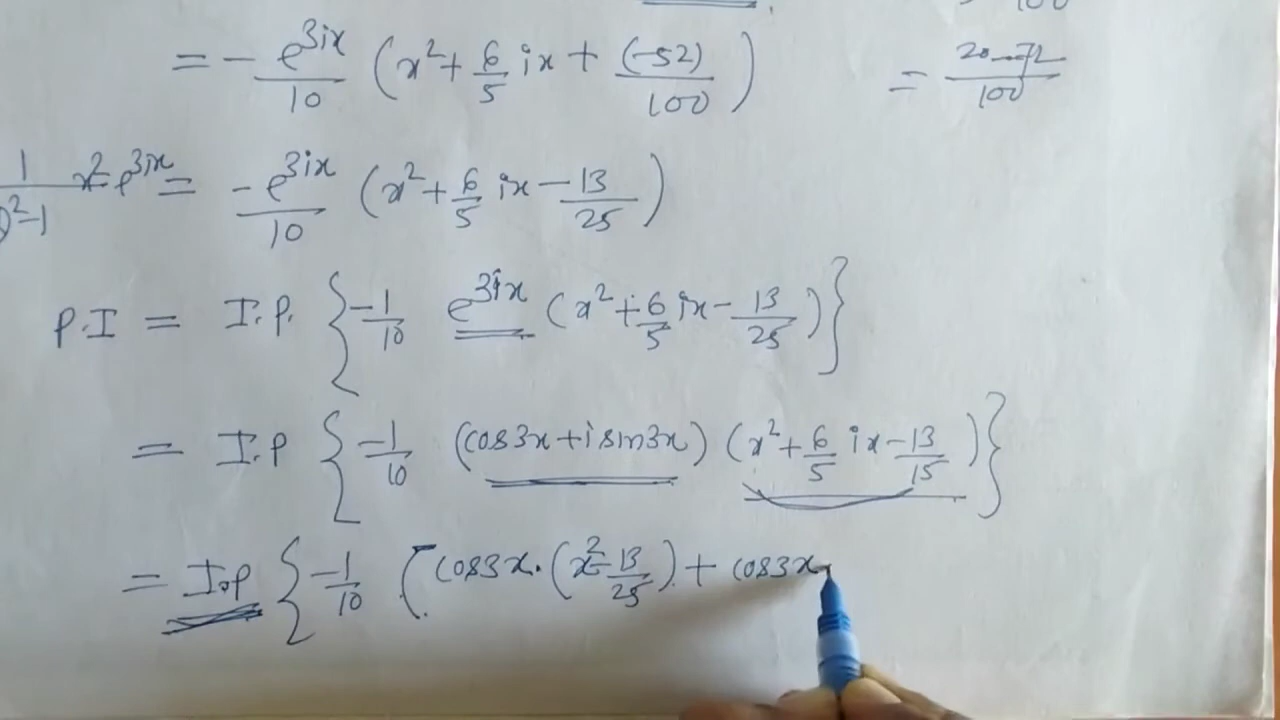 100
= - e^{3ix}/10 (x² + 6/5 ix + (-52)/100) = 20-72/100
1/D²-1 x² e^{3ix} = -e^{3ix}/10 (x² + 6/5 ix - 13/25)
P.I = I.P. { -1/10 e^{3ix} (x² + 6/5 ix - 13/25) }
= I.P { -1/10 (cos3x + i sin3x) (x² + 6/5 ix - 13/15) }
= I.P { -1/10 [ cos3x. (x² - 13/25) + cos3x